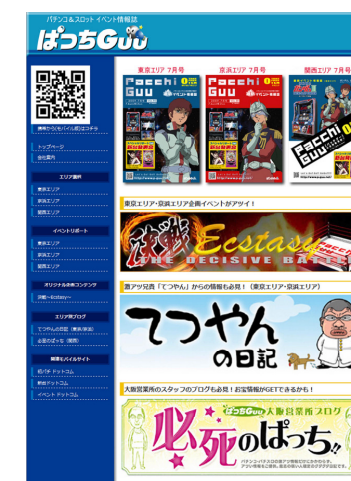 パチンコ＆スロット イベント情報誌
ぱっちGuu
携帯から(モバイル版)はコチラ
トップページ
会社案内
エリア選択
東京エリア
京浜エリア
関西エリア
イベントリポート
東京エリア
京浜エリア
関西エリア
オリジナル企画コンテンツ
決戦～Ecstasy～
エリア別ブログ
てつやんの日記（東京/京浜）
必死のぱっち（関西）
関連モバイルサイト
初パチ ドットコム
新台ドットコム
イベント ドットコム
東京エリア 7月号
京浜エリア 7月号
関西エリア 7月号
Pacchi
Guu
Pacchi
Guu
Pacchi
Guu
東京エリア・京浜エリア企画イベントがアツイ！
決戦 Ecstasy
THE DECISIVE BATTL
激アツ兄貴「てつやん」からの情報も必見！（東京エリア・京浜エリア）
てつやん
の日記
大阪営業所のスタッフのブログも必見！お宝情報がGETできるかも！
ぱっちGuu 大阪営業所ブログ
必死のぱっち!!